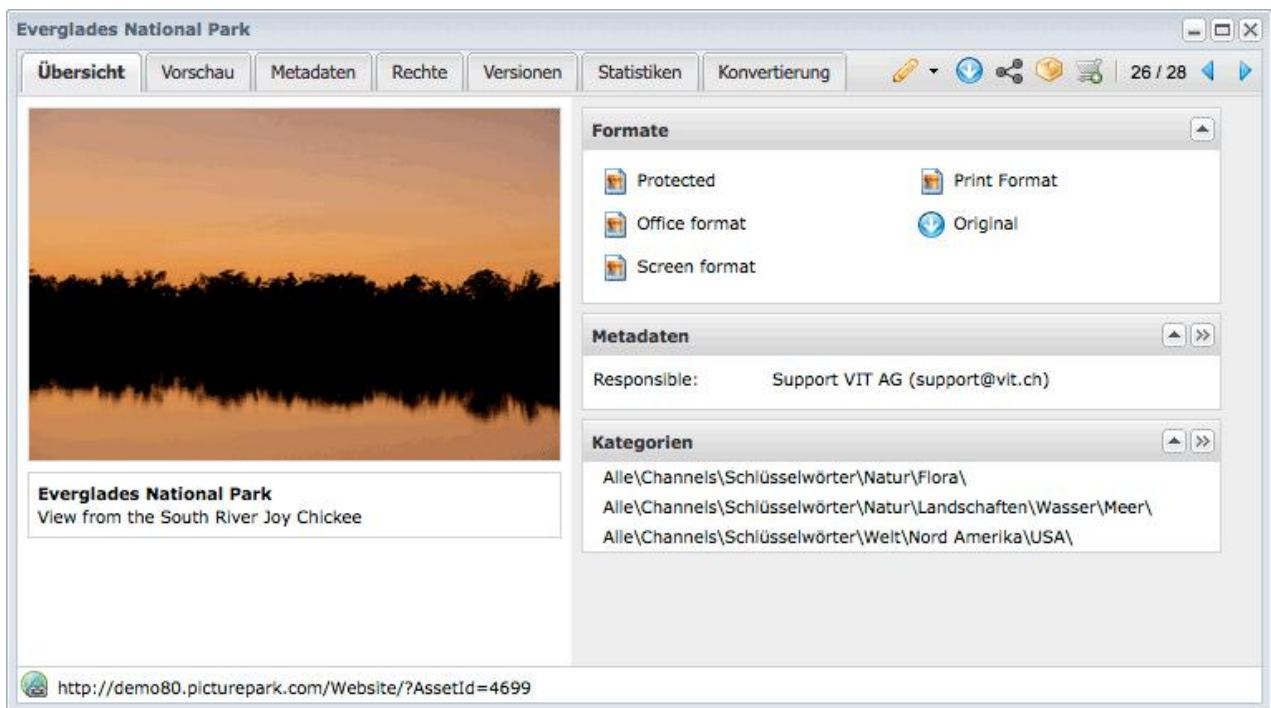 Everglades National Park
Übersicht Vorschau Metadaten Rechte Versionen Statistiken Konvertierung 26 / 28
Formate
Protected Print Format
Office format Original
Screen format
Metadaten
Responsible: Support VIT AG (support@vit.ch)
Kategorien
Alle\Channels\Schlüsselwörter\Natur\Flora\
Alle\Channels\Schlüsselwörter\Natur\Landschaften\Wasser\Meer\
Alle\Channels\Schlüsselwörter\Welt\Nord Amerika\USA\
Everglades National Park
View from the South River Joy Chickee
http://demo80.picturepark.com/Website/?AssetId=4699